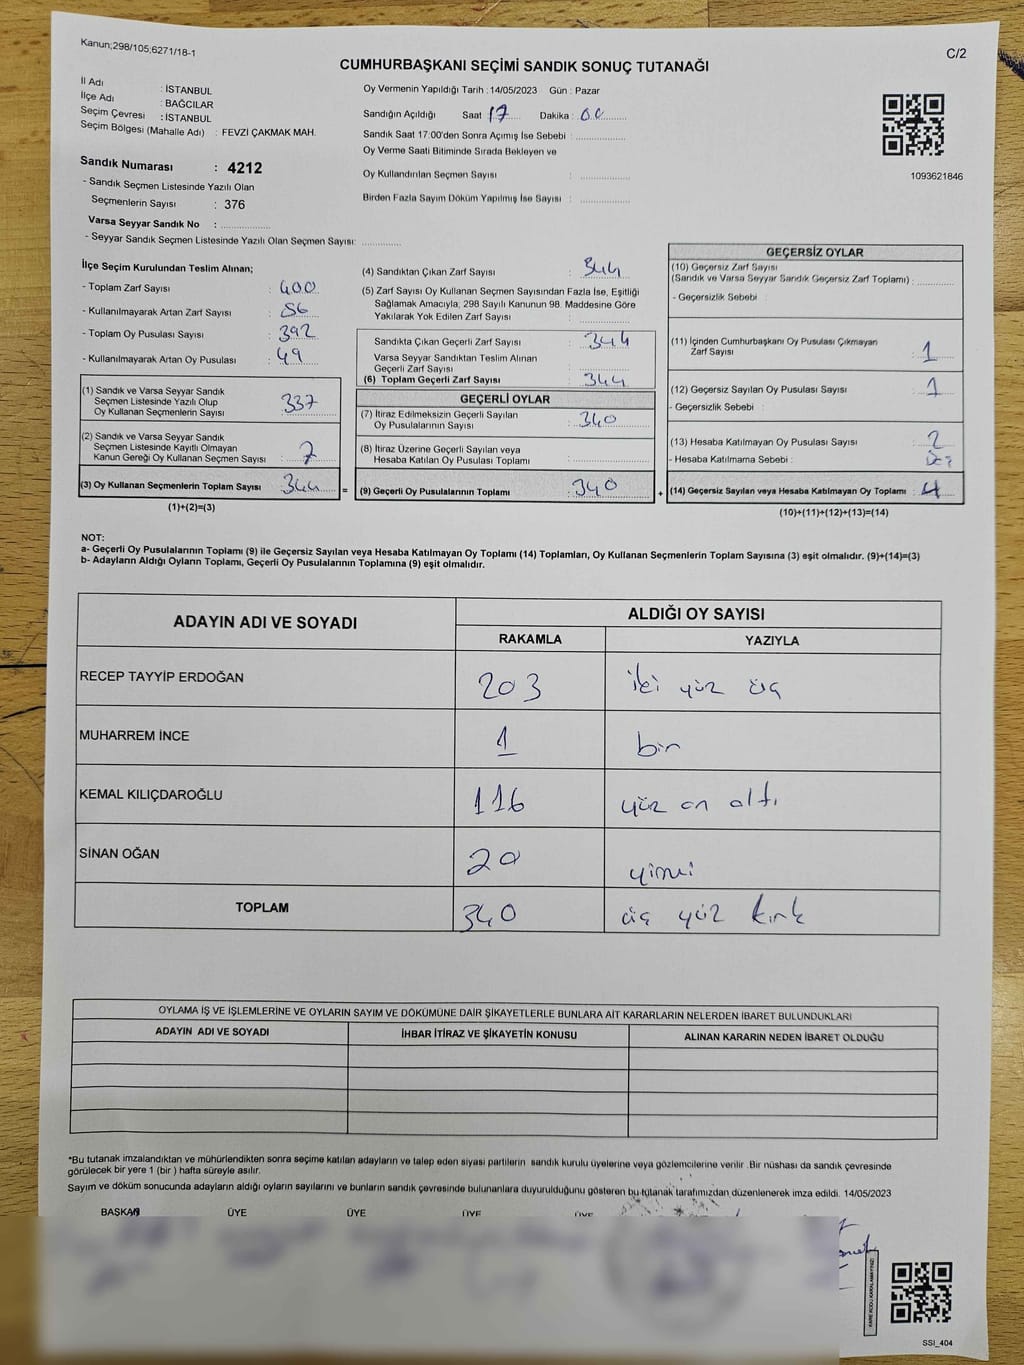 Kanun;298/105;6271/18-1
C/2
CUMHURBAŞKANI SEÇİMİ SANDIK SONUÇ TUTANAĞI
İl Adı : İSTANBUL
İlçe Adı : BAĞCILAR
Seçim Çevresi : İSTANBUL
Seçim Bölgesi (Mahalle Adı) : FEVZİ ÇAKMAK MAH.
Oy Vermenin Yapıldığı Tarih : 14/05/2023 Gün : Pazar
Sandığın Açıldığı Saat 17 Dakika : 00
Sandık Saat 17:00'den Sonra Açımış İse Sebebi :
Oy Verme Saati Bitiminde Sırada Bekleyen ve
Oy Kullandırılan Seçmen Sayısı :
Birden Fazla Sayım Döküm Yapılmış İse Sayısı :
1093621846
Sandık Numarası : 4212
- Sandık Seçmen Listesinde Yazılı Olan
Seçmenlerin Sayısı : 376
Varsa Seyyar Sandık No :
- Seyyar Sandık Seçmen Listesinde Yazılı Olan Seçmen Sayısı:
İlçe Seçim Kurulundan Teslim Alınan;
- Toplam Zarf Sayısı : 400
- Kullanılmayarak Artan Zarf Sayısı : 56
- Toplam Oy Pusulası Sayısı : 392
- Kullanılmayarak Artan Oy Pusulası : 49
(1) Sandık ve Varsa Seyyar Sandık
Seçmen Listesinde Yazılı Olup
Oy Kullanan Seçmenlerin Sayısı : 337
(2) Sandık ve Varsa Seyyar Sandık
Seçmen Listesinde Kayıtlı Olmayan
Kanun Gereği Oy Kullanan Seçmen Sayısı : 7
(3) Oy Kullanan Seçmenlerin Toplam Sayısı : 344 =
(1)+(2)=(3)
(4) Sandıktan Çıkan Zarf Sayısı : 344
(5) Zarf Sayısı Oy Kullanan Seçmen Sayısından Fazla İse, Eşitliği
Sağlamak Amacıyla; 298 Sayılı Kanunun 98. Maddesine Göre
Yakılarak Yok Edilen Zarf Sayısı :
Sandıkta Çıkan Geçerli Zarf Sayısı : 344
Varsa Seyyar Sandıktan Teslim Alınan
Geçerli Zarf Sayısı :
(6) Toplam Geçerli Zarf Sayısı : 344
GEÇERLİ OYLAR
(7) İtiraz Edilmeksizin Geçerli Sayılan
Oy Pusulalarının Sayısı : 340
(8) İtiraz Üzerine Geçerli Sayılan veya
Hesaba Katılan Oy Pusulası Toplamı :
(9) Geçerli Oy Pusulalarının Toplamı : 340 +
GEÇERSİZ OYLAR
(10) Geçersiz Zarf Sayısı
(Sandık ve Varsa Seyyar Sandık Geçersiz Zarf Toplamı) :
- Geçersizlik Sebebi :
(11) İçinden Cumhurbaşkanı Oy Pusulası Çıkmayan
Zarf Sayısı : 1
(12) Geçersiz Sayılan Oy Pusulası Sayısı : 1
- Geçersizlik Sebebi :
(13) Hesaba Katılmayan Oy Pusulası Sayısı : 2
- Hesaba Katılmama Sebebi :
(14) Geçersiz Sayılan veya Hesaba Katılmayan Oy Toplamı : 4
(10)+(11)+(12)+(13)=(14)
NOT:
a- Geçerli Oy Pusulalarının Toplamı (9) ile Geçersiz Sayılan veya Hesaba Katılmayan Oy Toplamı (14) Toplamları, Oy Kullanan Seçmenlerin Toplam Sayısına (3) eşit olmalıdır. (9)+(14)=(3)
b- Adayların Aldığı Oyların Toplamı, Geçerli Oy Pusulalarının Toplamına (9) eşit olmalıdır.
ADAYIN ADI VE SOYADI
ALDIĞI OY SAYISI
RAKAMLA YAZIYLA
RECEP TAYYİP ERDOĞAN 203 iki yüz üç
MUHARREM İNCE 1 bir
KEMAL KILIÇDAROĞLU 116 yüz on altı
SİNAN OĞAN 20 yirmi
TOPLAM 340 üç yüz kırk
OYLAMA İŞ VE İŞLEMLERİNE VE OYLARIN SAYIM VE DÖKÜMÜNE DAİR ŞİKAYETLERLE BUNLARA AİT KARARLARIN NELERDEN İBARET BULUNDUKLARI
ADAYIN ADI VE SOYADI İHBAR İTİRAZ VE ŞİKAYETİN KONUSU ALINAN KARARIN NEDEN İBARET OLDUĞU
*Bu tutanak imzalandıktan ve mühürlendikten sonra seçime katılan adayların ve talep eden siyasi partilerin sandık kurulu üyelerine veya gözlemcilerine verilir .Bir nüshası da sandık çevresinde
görülecek bir yere 1 (bir ) hafta süreyle asılır.
Sayım ve döküm sonucunda adayların aldığı oyların sayılarını ve bunların sandık çevresinde bulunanlara duyurulduğunu gösteren bu tutanak tarafımızdan düzenlenerek imza edildi. 14/05/2023
BAŞKAN ÜYE ÜYE ÜYE ÜYE
KARE KODU KARALAMAYINIZ!
SSI_404